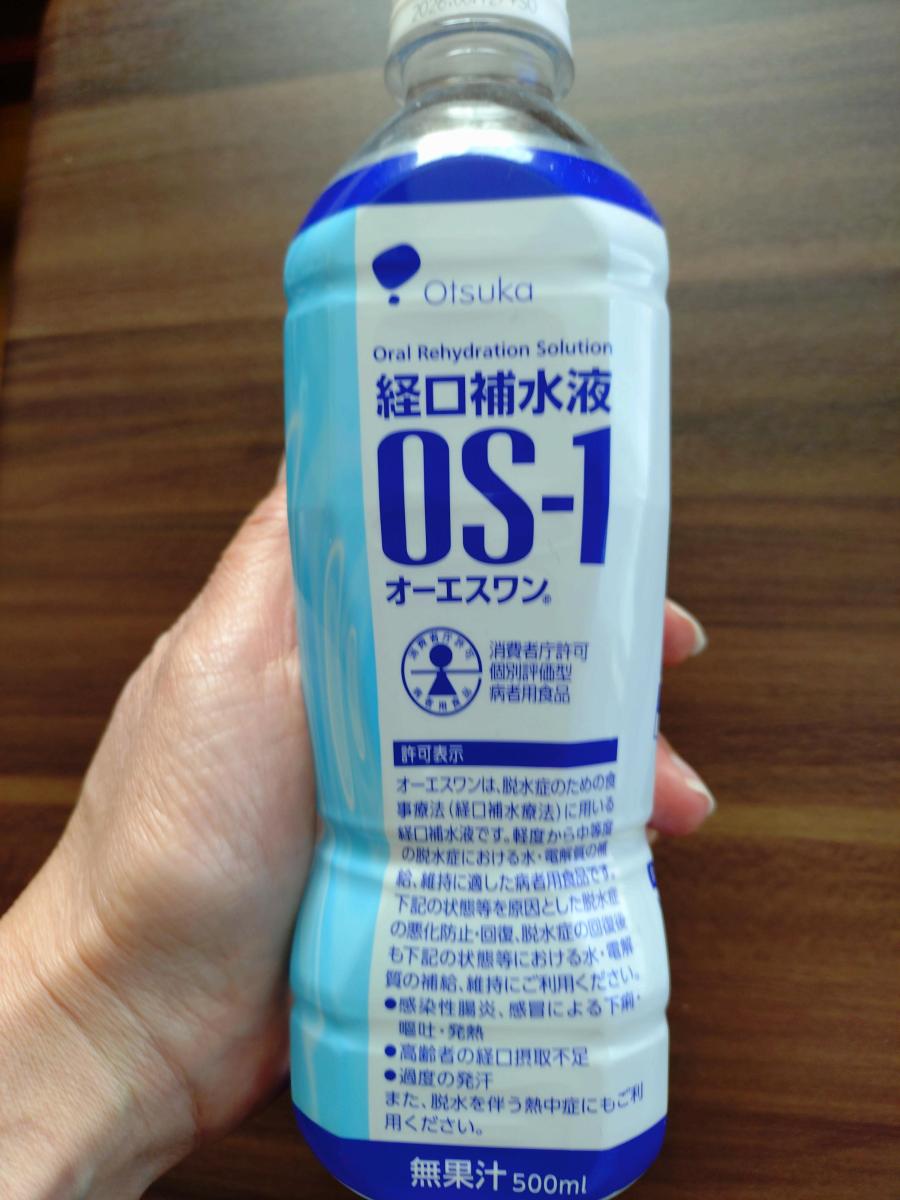 Otsuka
Oral Rehydration Solution
経口補水液
OS-1
オーエスワン®
消費者庁許可
病者用食品
消費者庁許可
個別評価型
病者用食品
許可表示
オーエスワンは、脱水症のための食
事療法(経口補水療法)に用いる
経口補水液です。軽度から中等度
の脱水症における水・電解質の補
給、維持に適した病者用食品です。
下記の状態等を原因とした脱水症
の悪化防止・回復、脱水症の回復後
も下記の状態等における水・電解
質の補給、維持にご利用ください。
●感染性腸炎、感冒による下痢・
嘔吐・発熱
●高齢者の経口摂取不足
●過度の発汗
また、脱水を伴う熱中症にもご利
用ください。
無果汁 500ml